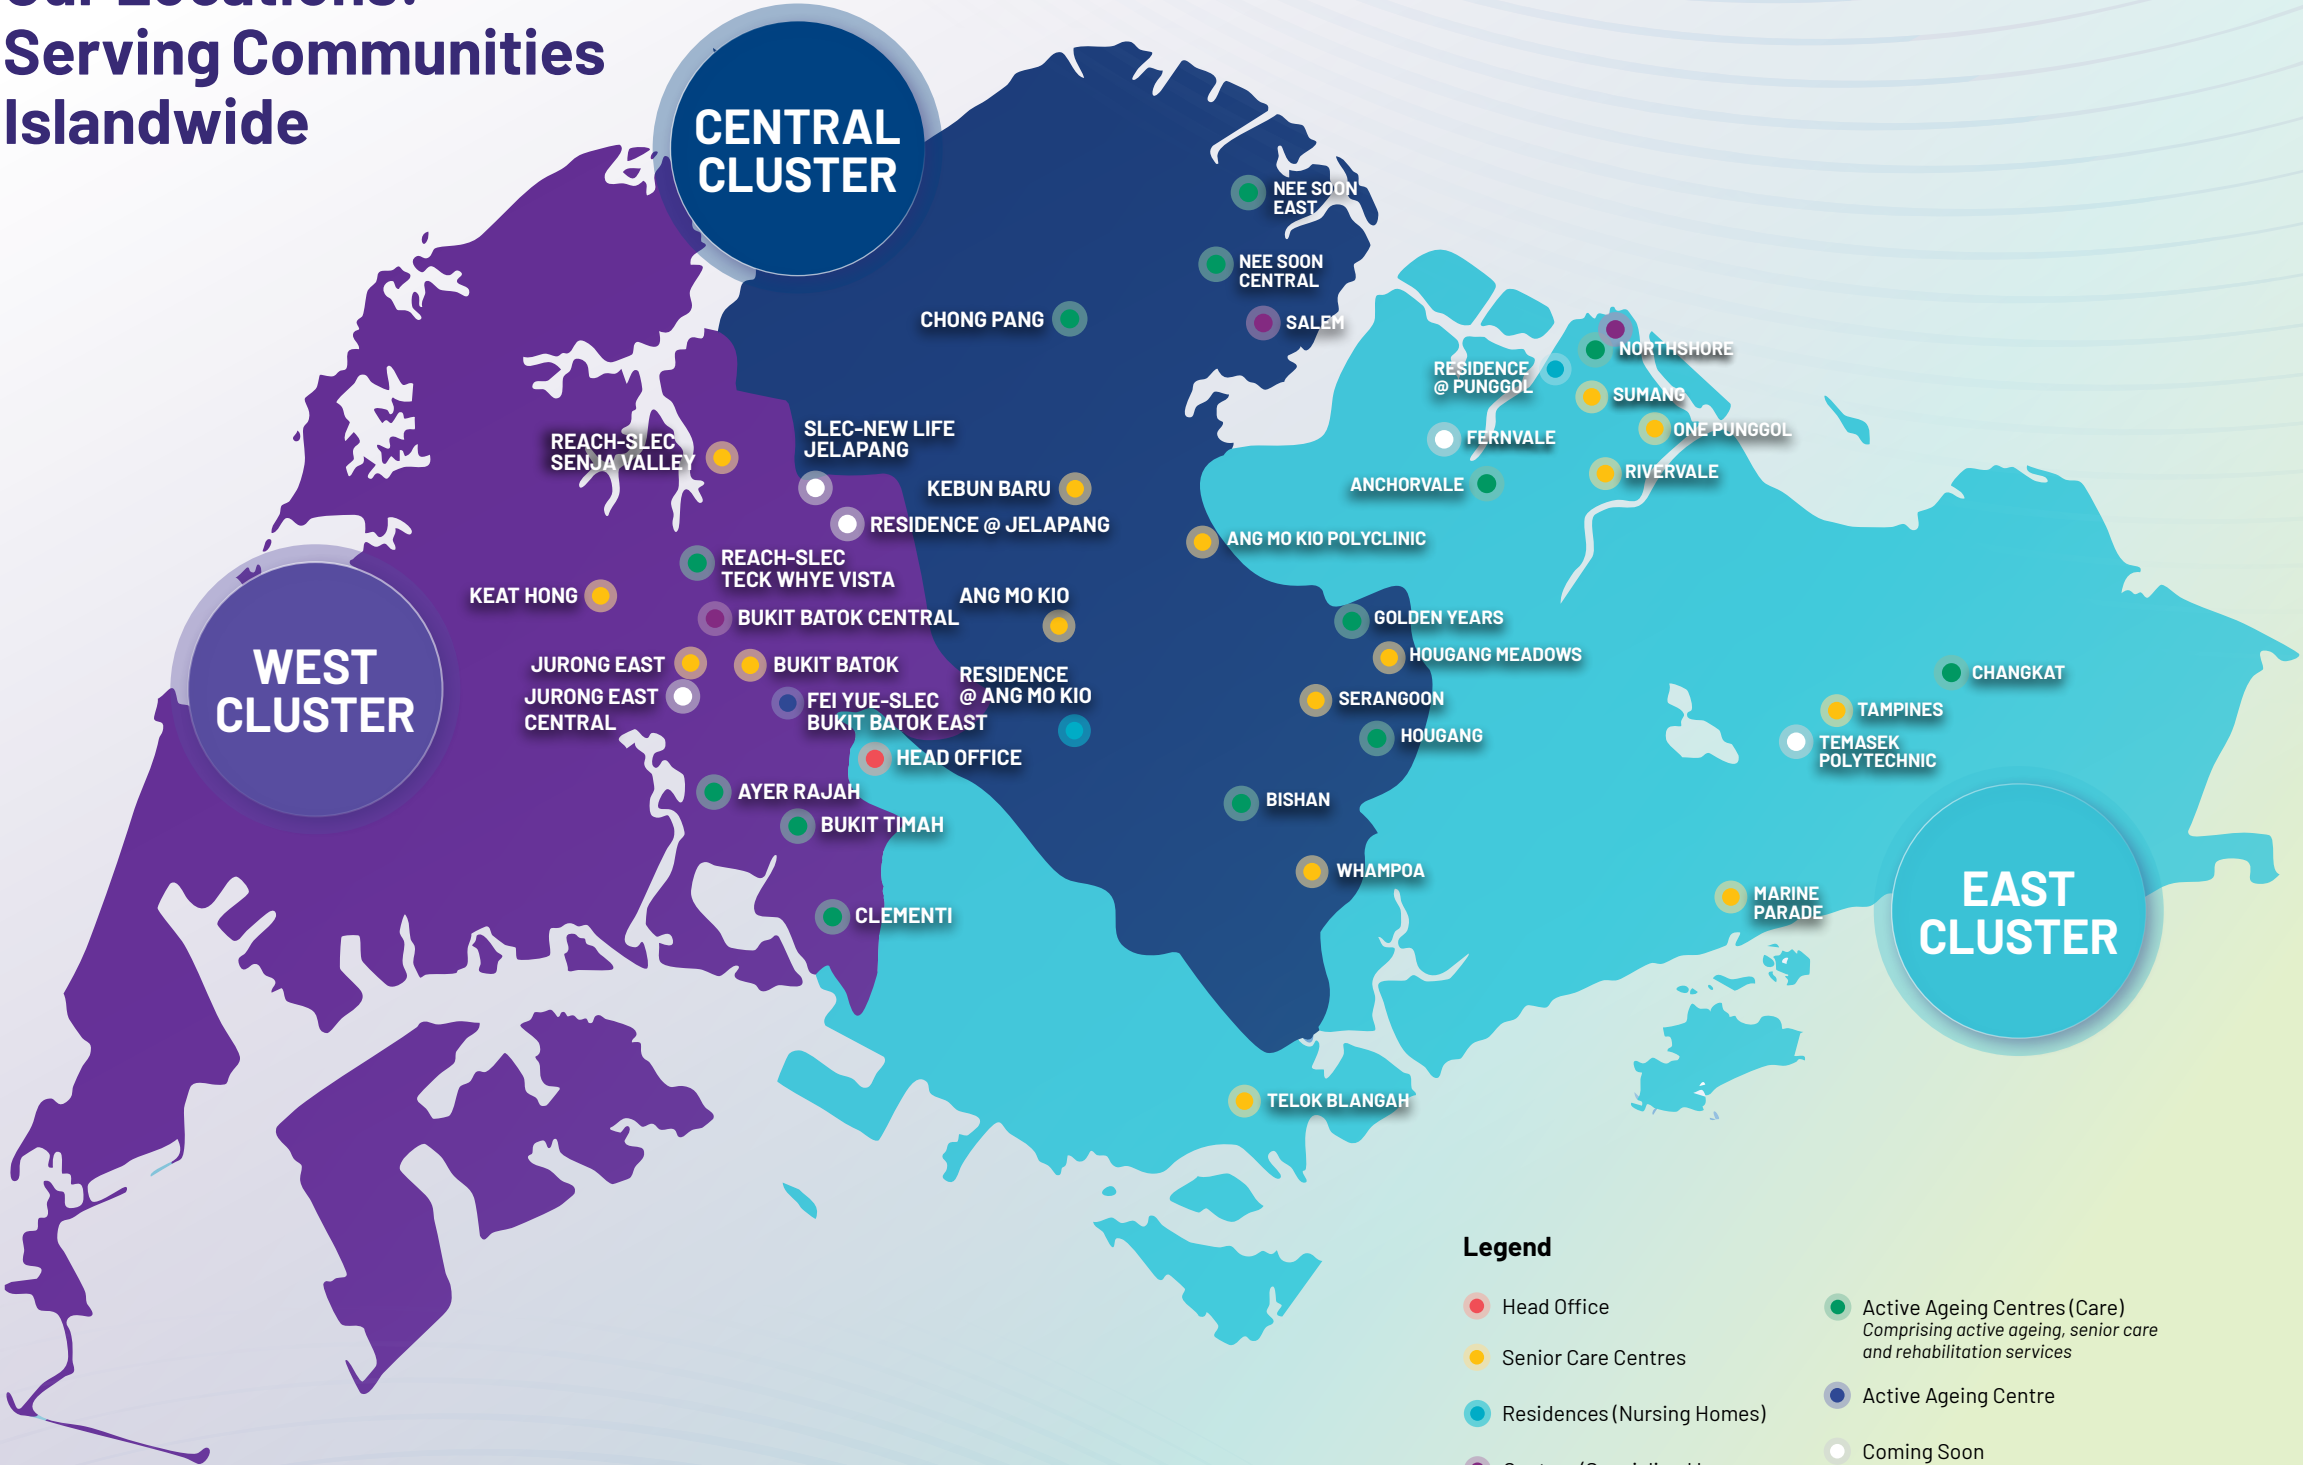 Serving Communities
Islandwide
CENTRAL
CLUSTER
NEE SOON
EAST
NEE SOON
CENTRAL
CHONG PANG
SALEM
NORTHSHORE
RESIDENCE
@ PUNGGOL
SUMANG
ONE PUNGGOL
FERNVALE
RIVERVALE
ANCHORVALE
REACH-SLEC
SENJA VALLEY
SLEC-NEW LIFE
JELAPANG
KEBUN BARU
RESIDENCE @ JELAPANG
ANG MO KIO POLYCLINIC
REACH-SLEC
TECK WHYE VISTA
KEAT HONG
ANG MO KIO
BUKIT BATOK CENTRAL
GOLDEN YEARS
HOUGANG MEADOWS
WEST
CLUSTER
JURONG EAST
BUKIT BATOK
RESIDENCE
@ ANG MO KIO
JURONG EAST
CENTRAL
FEI YUE-SLEC
BUKIT BATOK EAST
SERANGOON
HOUGANG
CHANGKAT
TAMPINES
TEMASEK
POLYTECHNIC
HEAD OFFICE
AYER RAJAH
BUKIT TIMAH
BISHAN
WHAMPOA
CLEMENTI
MARINE
PARADE
EAST
CLUSTER
TELOK BLANGAH
Legend
Head Office
Senior Care Centres
Residences (Nursing Homes)
Active Ageing Centres (Care)
Comprising active ageing, senior care
and rehabilitation services
Active Ageing Centre
Coming Soon